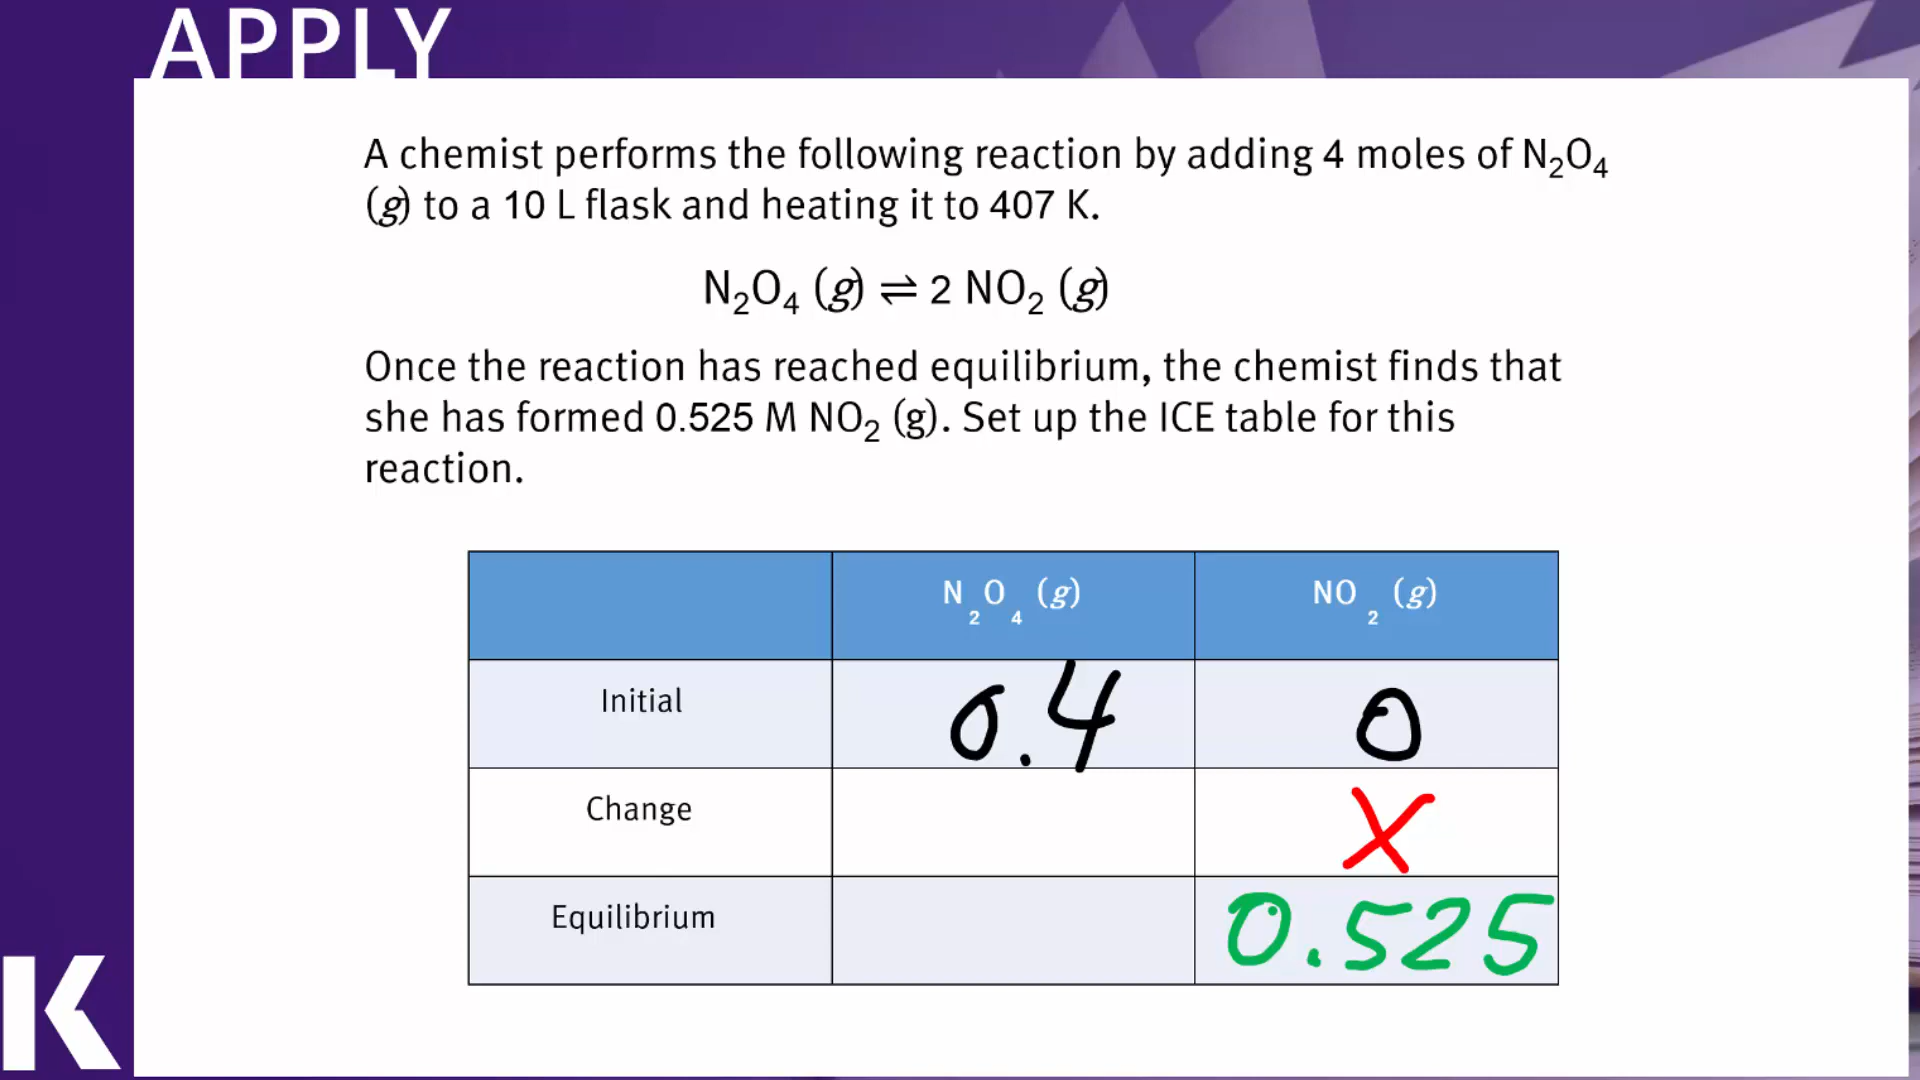 APPLY
A chemist performs the following reaction by adding 4 moles of N₂O₄
(g) to a 10 L flask and heating it to 407 K.
N₂O₄ (g) ⇌ 2 NO₂ (g)
Once the reaction has reached equilibrium, the chemist finds that
she has formed 0.525 M NO₂ (g). Set up the ICE table for this
reaction.
N₂O₄ (g) NO₂ (g)
Initial 0.4 0
Change X
Equilibrium 0.525
K